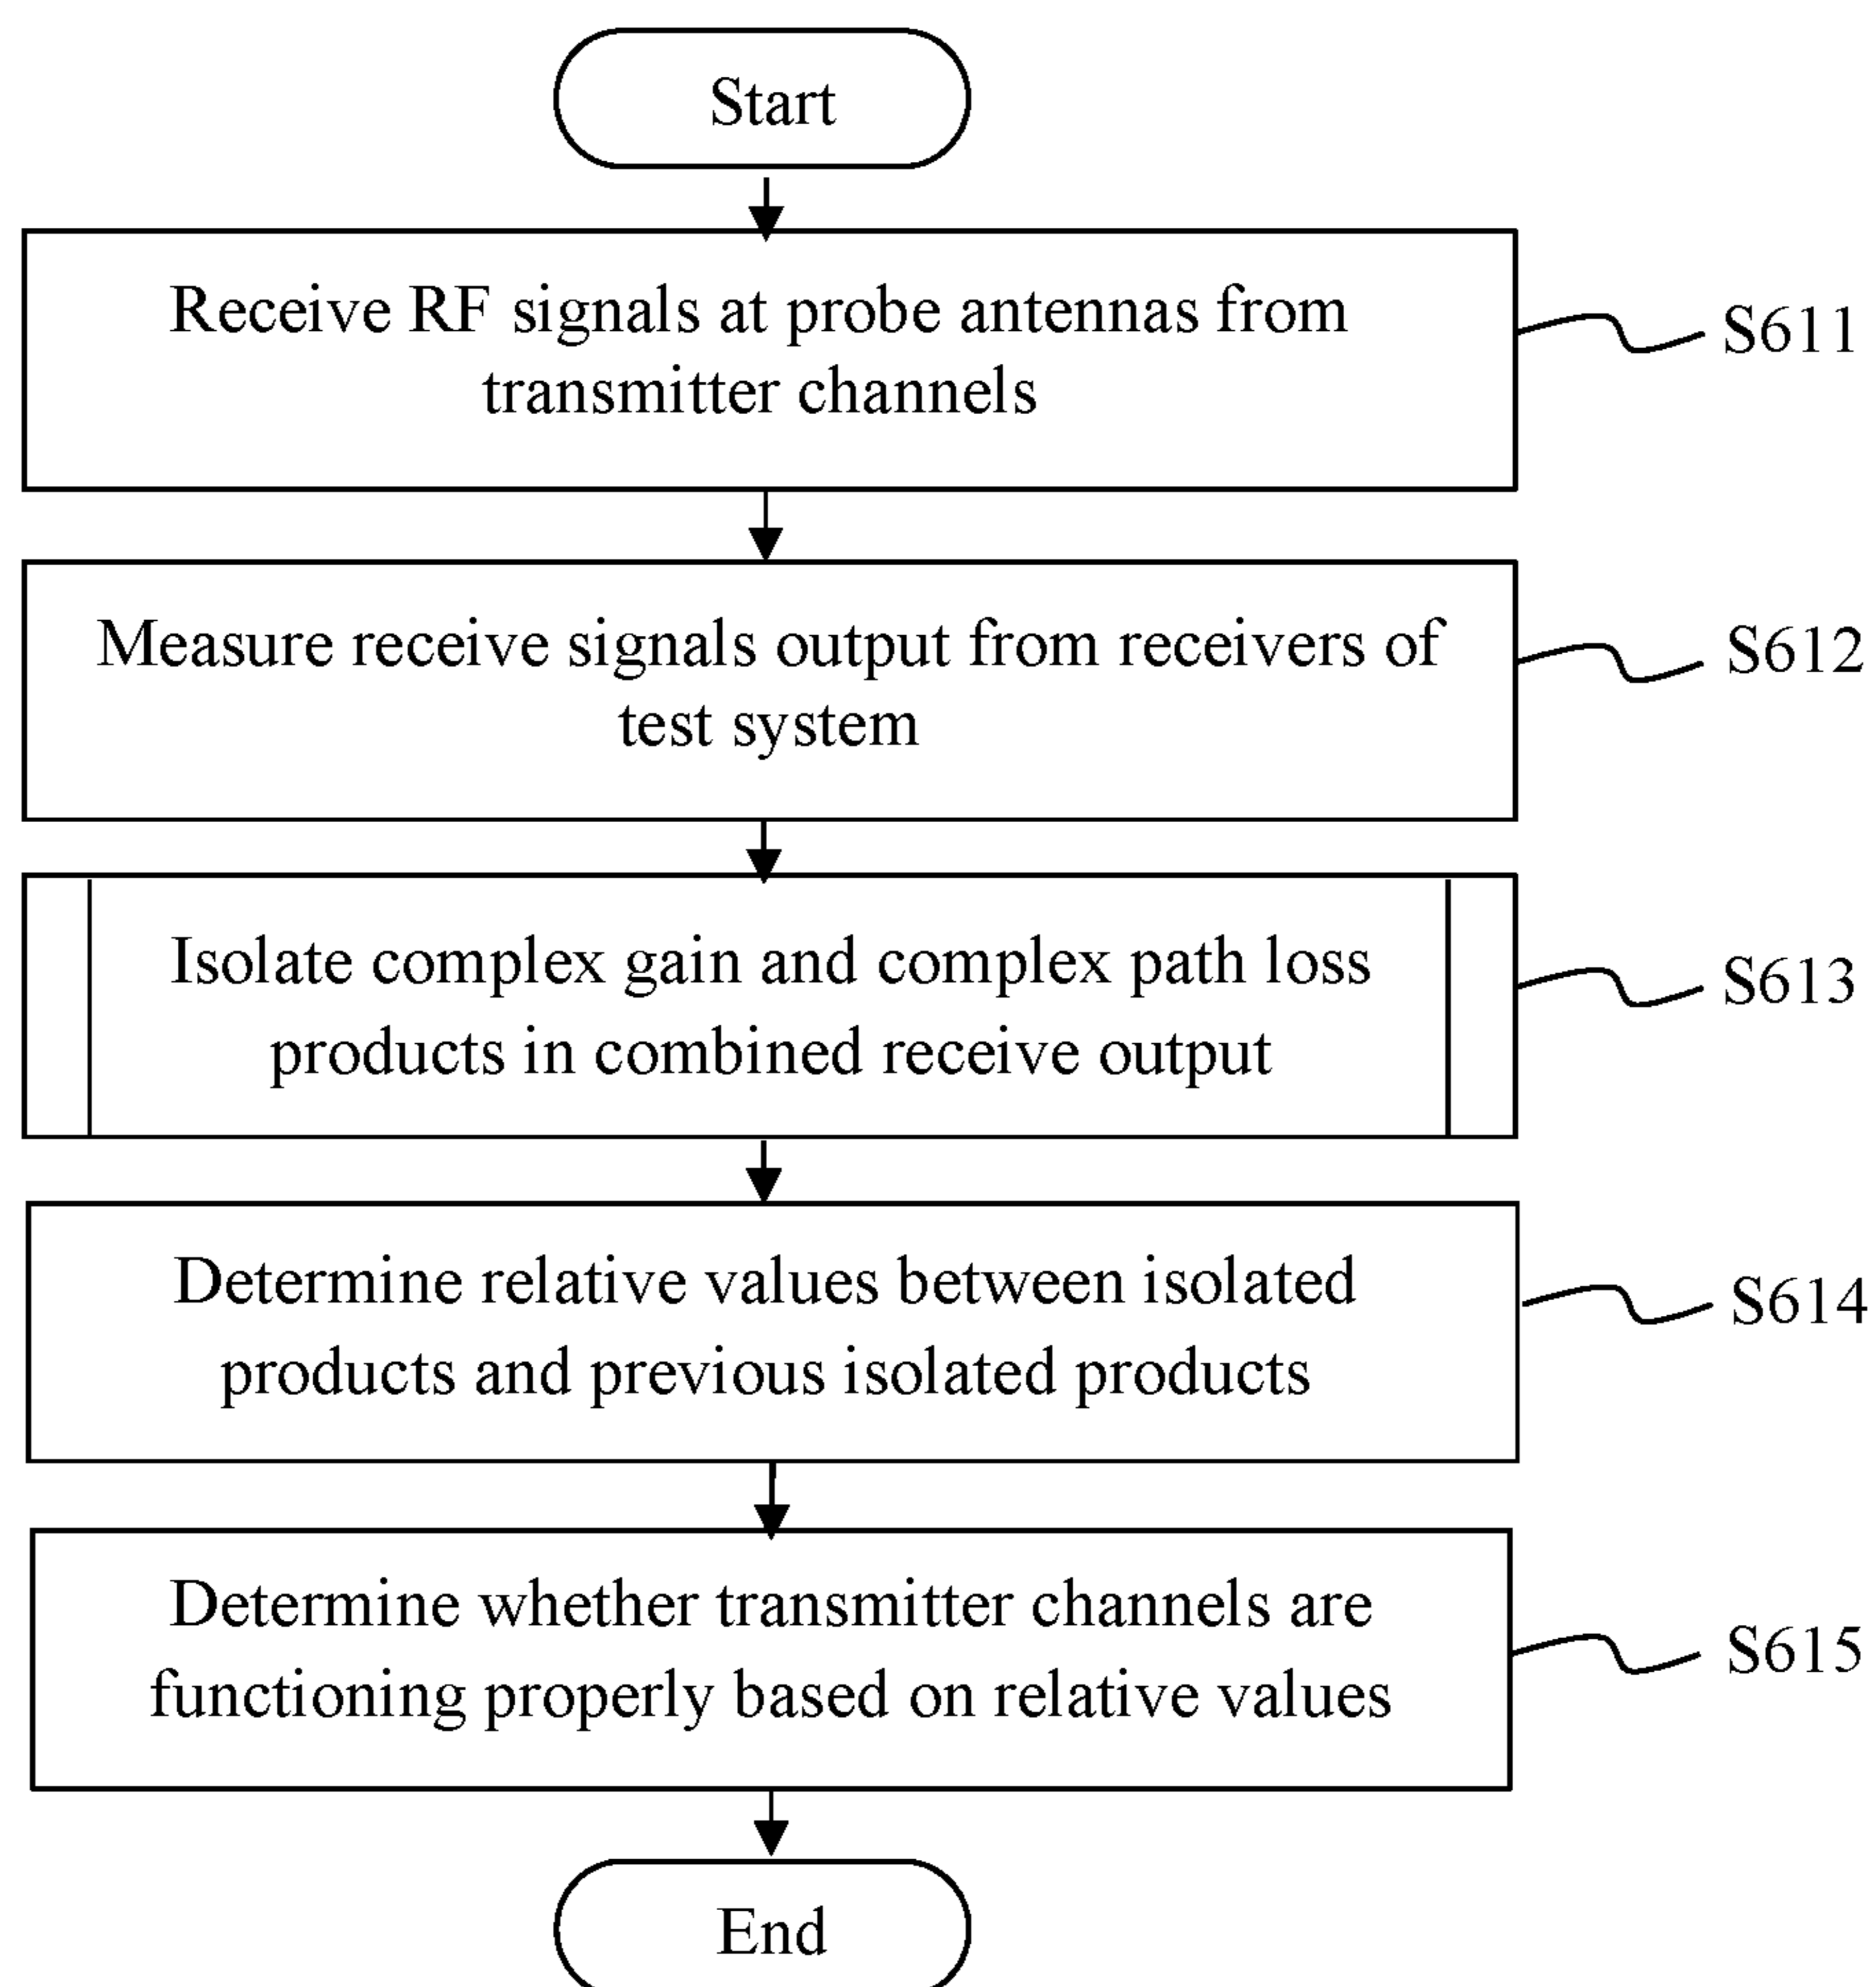 Start
Receive RF signals at probe antennas from
transmitter channels
S611
Measure receive signals output from receivers of
test system
S612
Isolate complex gain and complex path loss
products in combined receive output
S613
Determine relative values between isolated
products and previous isolated products
S614
Determine whether transmitter channels are
functioning properly based on relative values
S615
End